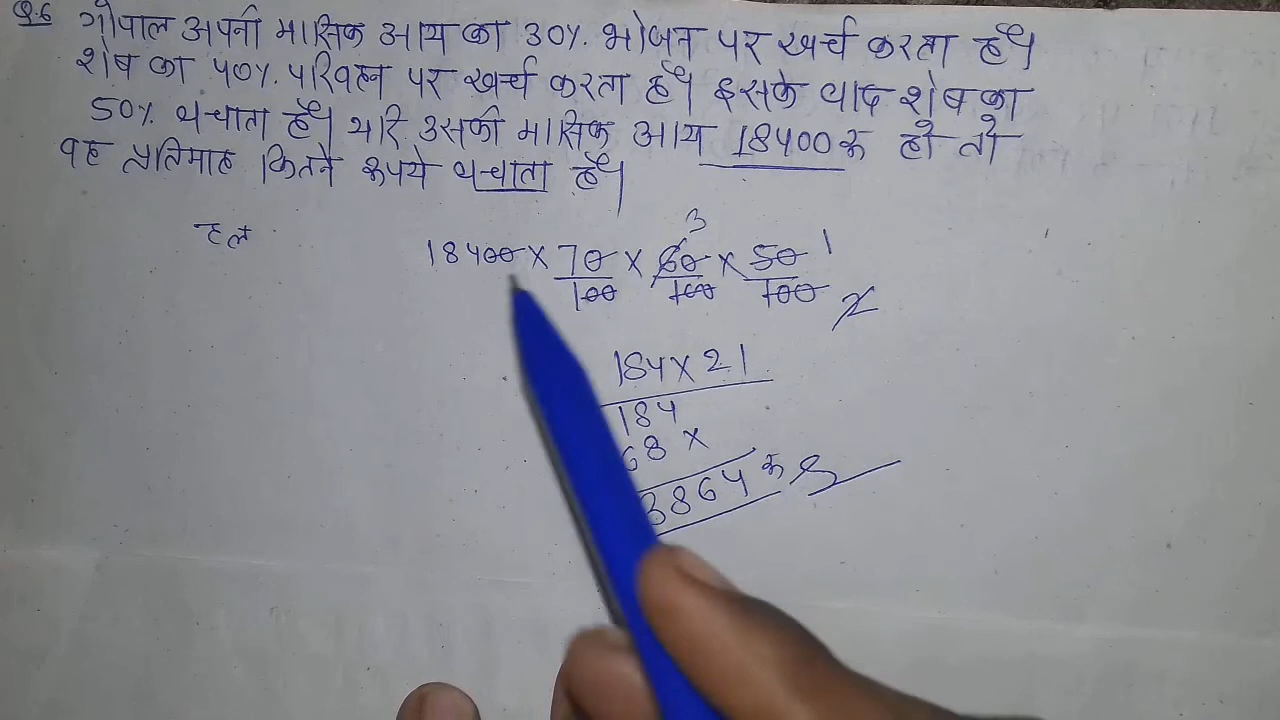 Q.6 गोपाल अपनी मासिक आय का 30%. भोजन पर खर्च करता है।
शेष का 40%. परिवहन पर खर्च करता है। इसके बाद शेष का
50%. बचाता है। यदि उसकी मासिक आय 18400 रू हो तो
वह प्रतिमाह कितने रूपये बचाता है।
हल
3
18400 × 70/100 × 60/100 × 50/100 1
2
184 × 21
184
68 ×
3864 रू